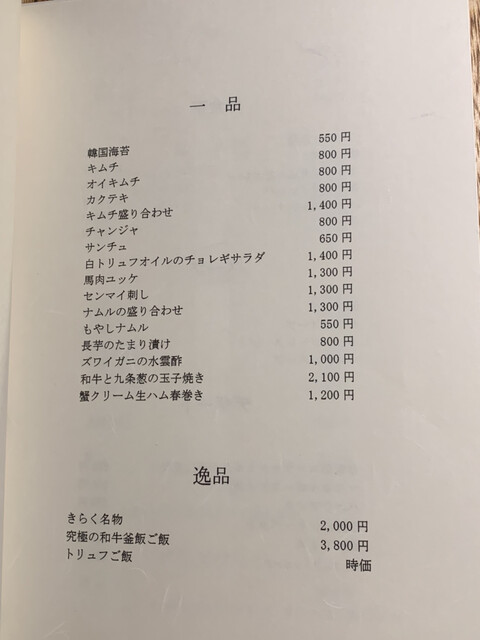 一品
韓国海苔 550円
キムチ 800円
オイキムチ 800円
カクテキ 800円
キムチ盛り合わせ 1,400円
チャンジャ 800円
サンチュ 650円
白トリュフオイルのチョレギサラダ 1,400円
馬肉ユッケ 1,300円
センマイ刺し 1,300円
ナムルの盛り合わせ 1,300円
もやしナムル 550円
長芋のたまり漬け 800円
ズワイガニの水雲酢 1,000円
和牛と九条葱の玉子焼き 2,100円
蟹クリーム生ハム春巻き 1,200円
逸品
きらく名物 2,000円
究極の和牛釜飯ご飯 3,800円
トリュフご飯 時価